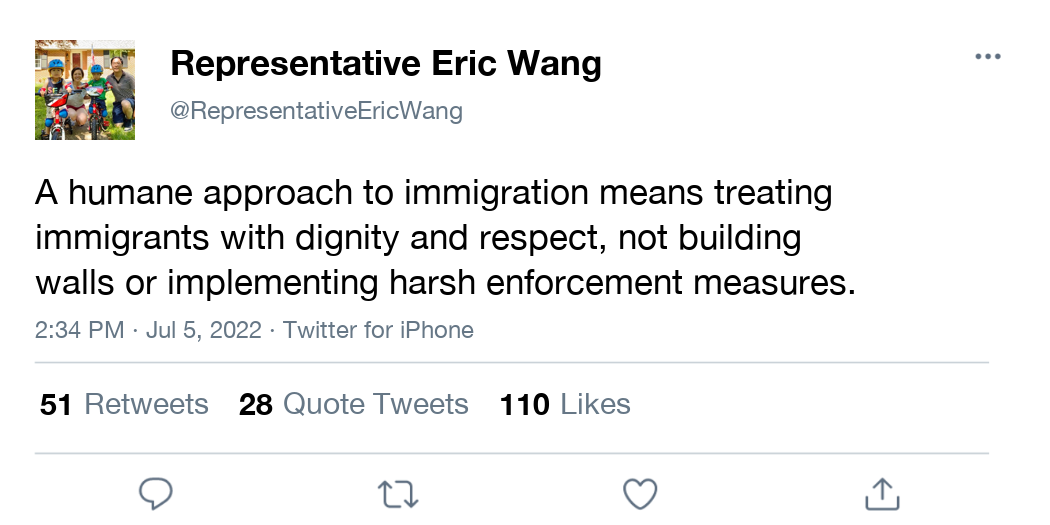 Representative Eric Wang
@RepresentativeEricWang
A humane approach to immigration means treating
immigrants with dignity and respect, not building
walls or implementing harsh enforcement measures.
2:34 PM · Jul 5, 2022 · Twitter for iPhone
51 Retweets 28 Quote Tweets 110 Likes